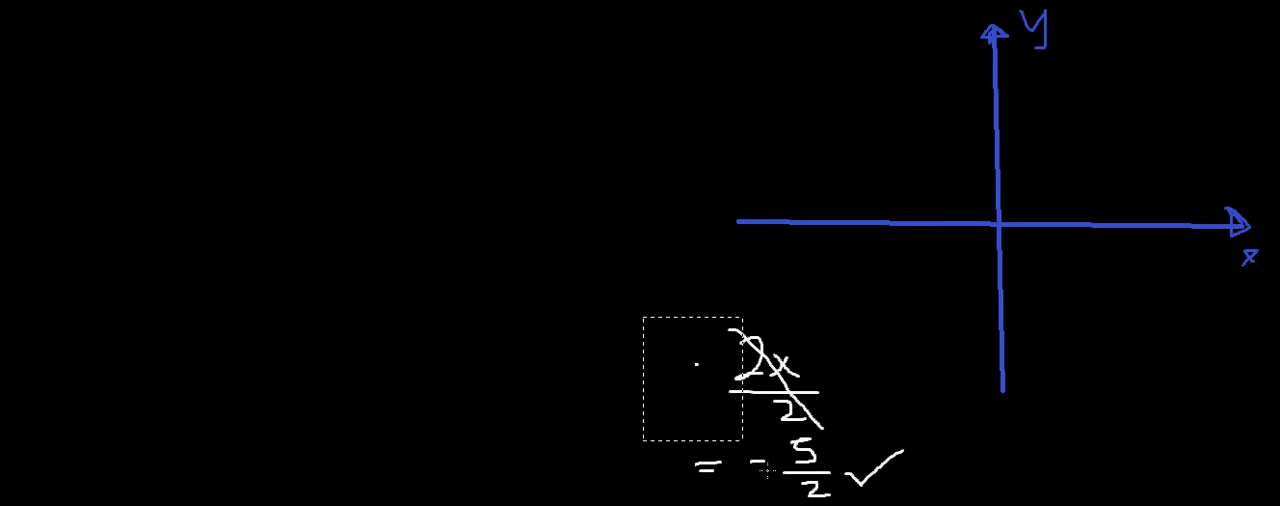 y
x
2x
2
= - 5
2 ✓